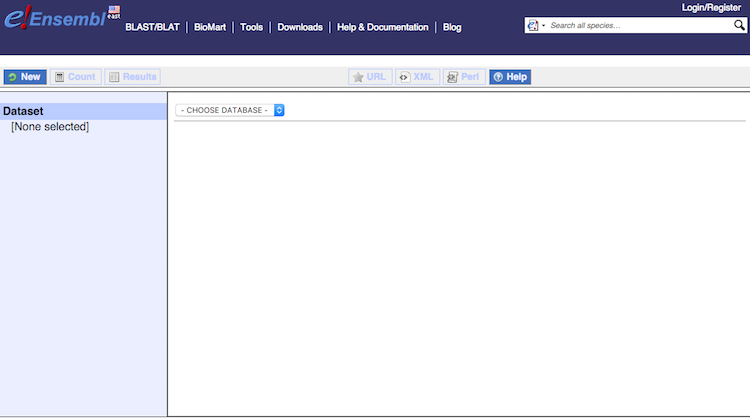 Login/Register
e!Ensembl east
BLAST/BLAT | BioMart | Tools | Downloads | Help & Documentation | Blog
e! Search all species...
New Count Results URL XML Perl Help
Dataset
[None selected]
- CHOOSE DATABASE -